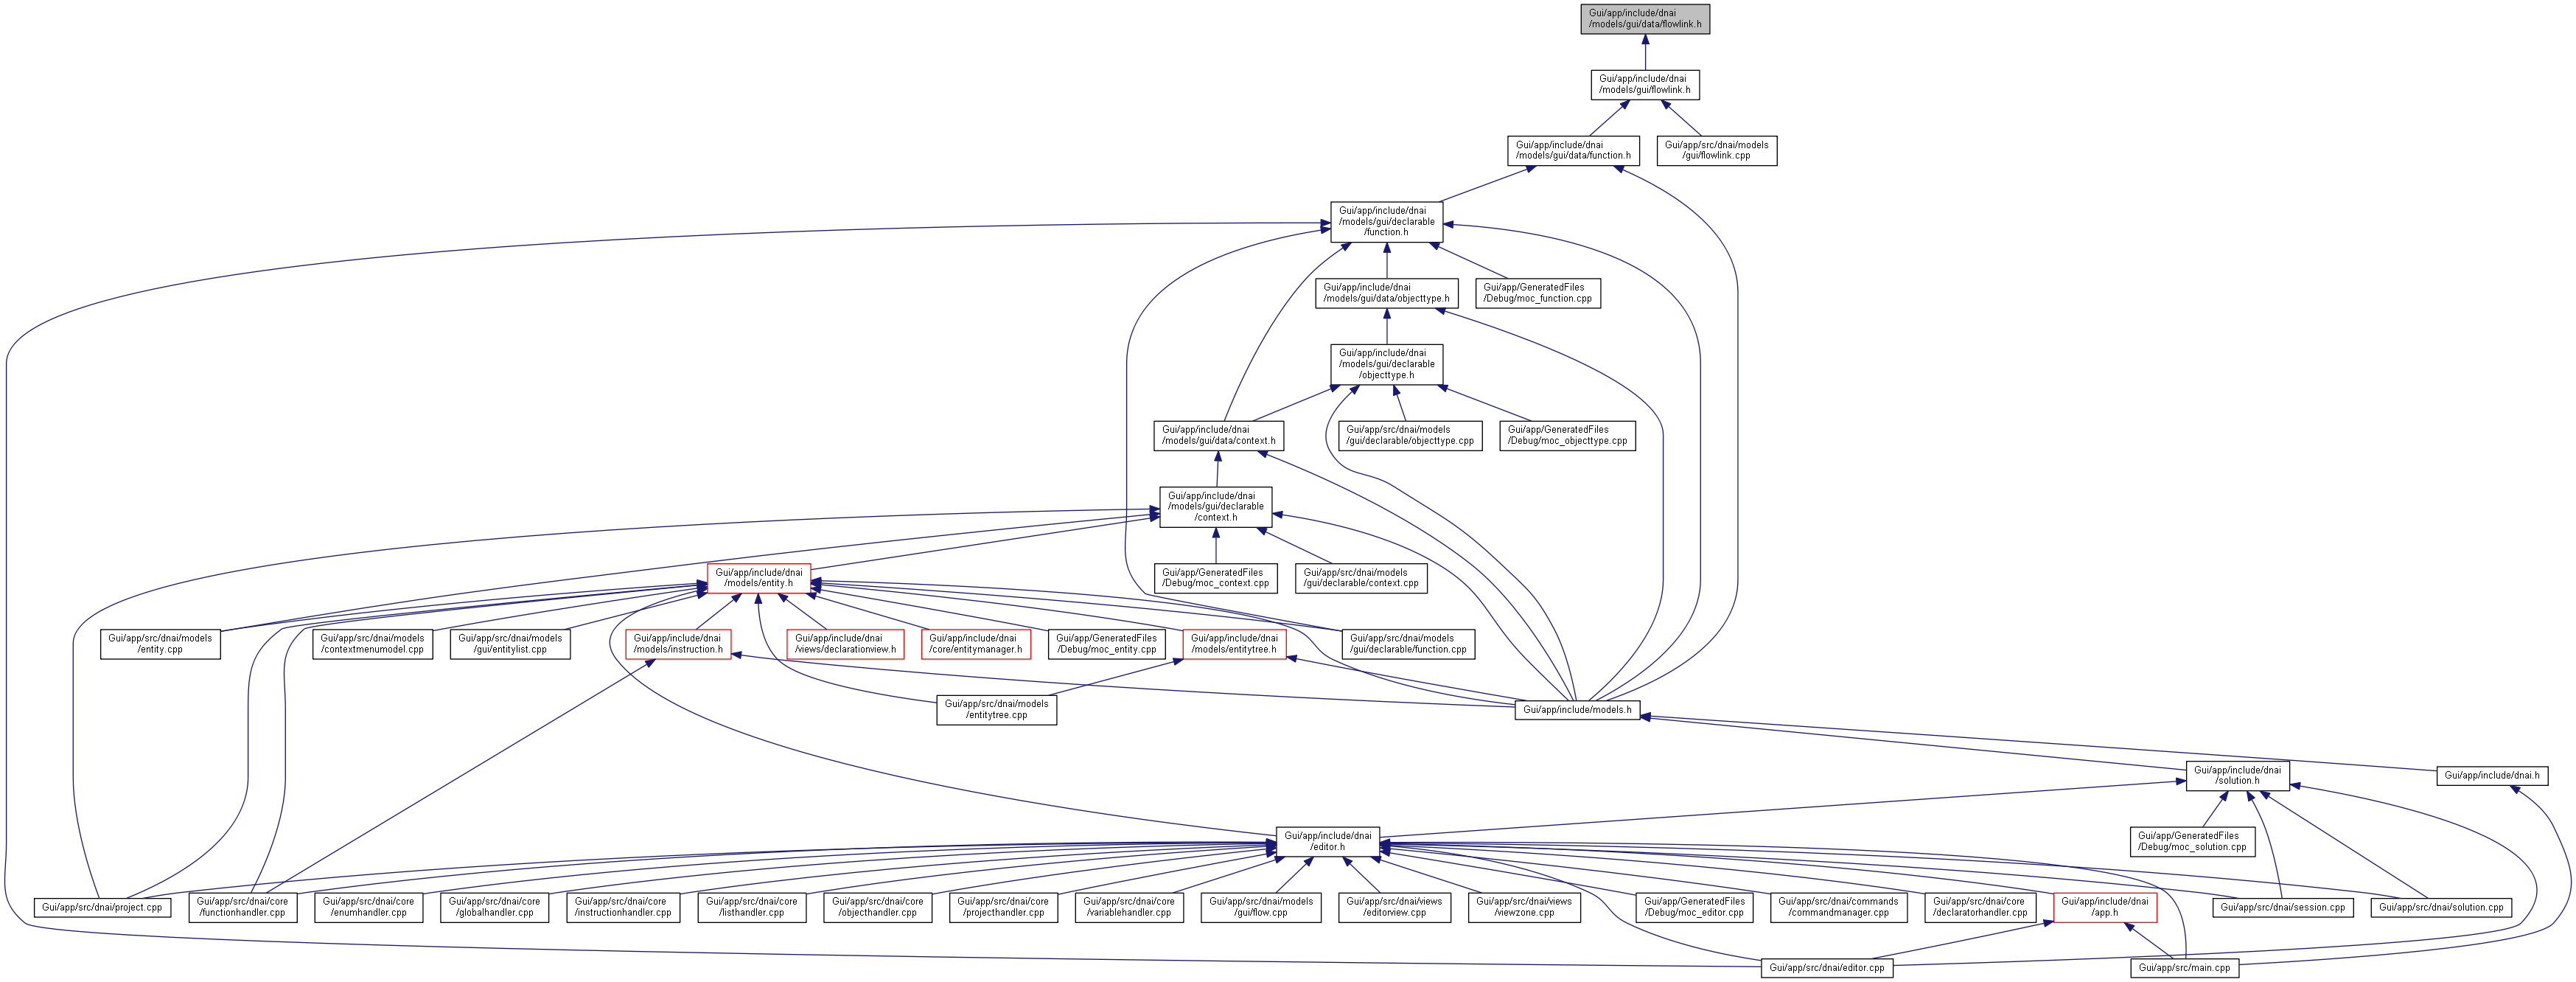 Gui/app/include/dnai
/models/gui/data/flowlink.h
Gui/app/include/dnai
/models/gui/flowlink.h
Gui/app/include/dnai
/models/gui/data/function.h
Gui/app/src/dnai/models
/gui/flowlink.cpp
Gui/app/include/dnai
/models/gui/declarable
/function.h
Gui/app/include/dnai
/models/gui/data/objecttype.h
Gui/app/GeneratedFiles
/Debug/moc_function.cpp
Gui/app/include/dnai
/models/gui/declarable
/objecttype.h
Gui/app/include/dnai
/models/gui/data/context.h
Gui/app/src/dnai/models
/gui/declarable/objecttype.cpp
Gui/app/GeneratedFiles
/Debug/moc_objecttype.cpp
Gui/app/include/dnai
/models/gui/declarable
/context.h
Gui/app/include/dnai
/models/entity.h
Gui/app/GeneratedFiles
/Debug/moc_context.cpp
Gui/app/src/dnai/models
/gui/declarable/context.cpp
Gui/app/src/dnai/models
/entity.cpp
Gui/app/src/dnai/models
/contextmenumodel.cpp
Gui/app/src/dnai/models
/gui/entitylist.cpp
Gui/app/include/dnai
/models/instruction.h
Gui/app/include/dnai
/views/declarationview.h
Gui/app/include/dnai
/core/entitymanager.h
Gui/app/GeneratedFiles
/Debug/moc_entity.cpp
Gui/app/include/dnai
/models/entitytree.h
Gui/app/src/dnai/models
/gui/declarable/function.cpp
Gui/app/src/dnai/models
/entitytree.cpp
Gui/app/include/models.h
Gui/app/include/dnai
/solution.h
Gui/app/include/dnai.h
Gui/app/include/dnai
/editor.h
Gui/app/GeneratedFiles
/Debug/moc_solution.cpp
Gui/app/src/dnai/project.cpp
Gui/app/src/dnai/core
/functionhandler.cpp
Gui/app/src/dnai/core
/enumhandler.cpp
Gui/app/src/dnai/core
/globalhandler.cpp
Gui/app/src/dnai/core
/instructionhandler.cpp
Gui/app/src/dnai/core
/listhandler.cpp
Gui/app/src/dnai/core
/objecthandler.cpp
Gui/app/src/dnai/core
/projecthandler.cpp
Gui/app/src/dnai/core
/variablehandler.cpp
Gui/app/src/dnai/models
/gui/flow.cpp
Gui/app/src/dnai/views
/editorview.cpp
Gui/app/src/dnai/views
/viewzone.cpp
Gui/app/GeneratedFiles
/Debug/moc_editor.cpp
Gui/app/src/dnai/commands
/commandmanager.cpp
Gui/app/src/dnai/core
/declaratorhandler.cpp
Gui/app/include/dnai
/app.h
Gui/app/src/dnai/session.cpp
Gui/app/src/dnai/solution.cpp
Gui/app/src/dnai/editor.cpp
Gui/app/src/main.cpp